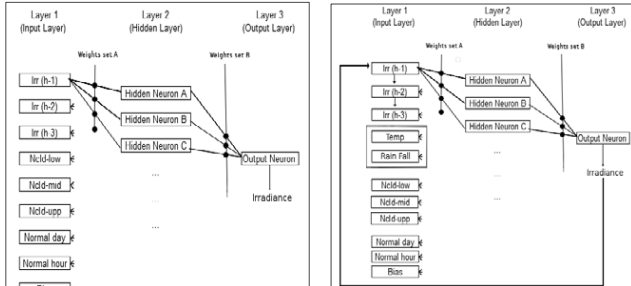 Layer 1
(Input Layer)
Layer 2
(Hidden Layer)
Layer 3
(Output Layer)
Weights set A
Weights set B
Irr (h-1)
Irr (h-2)
Irr (h 3)
Ncld-low
Ncld-mid
Ncld-upp
Normal day
Normal hour
Hidden Neuron A
Hidden Neuron B
Hidden Neuron C
...
...
...
Output Neuron
Irradiance
Layer 1
(Input Layer)
Layer 2
(Hidden Layer)
Layer 3
(Output Layer)
Weights set A
Weights set B
Irr (h-1)
Irr (h-2)
Irr (h-3)
Temp
Rain Fall
Ncld-low
Ncld-mid
Ncld-upp
Normal day
Normal hour
Bias
Hidden Neuron A
Hidden Neuron B
Hidden Neuron C
...
...
...
Output Neuron
Irradiance